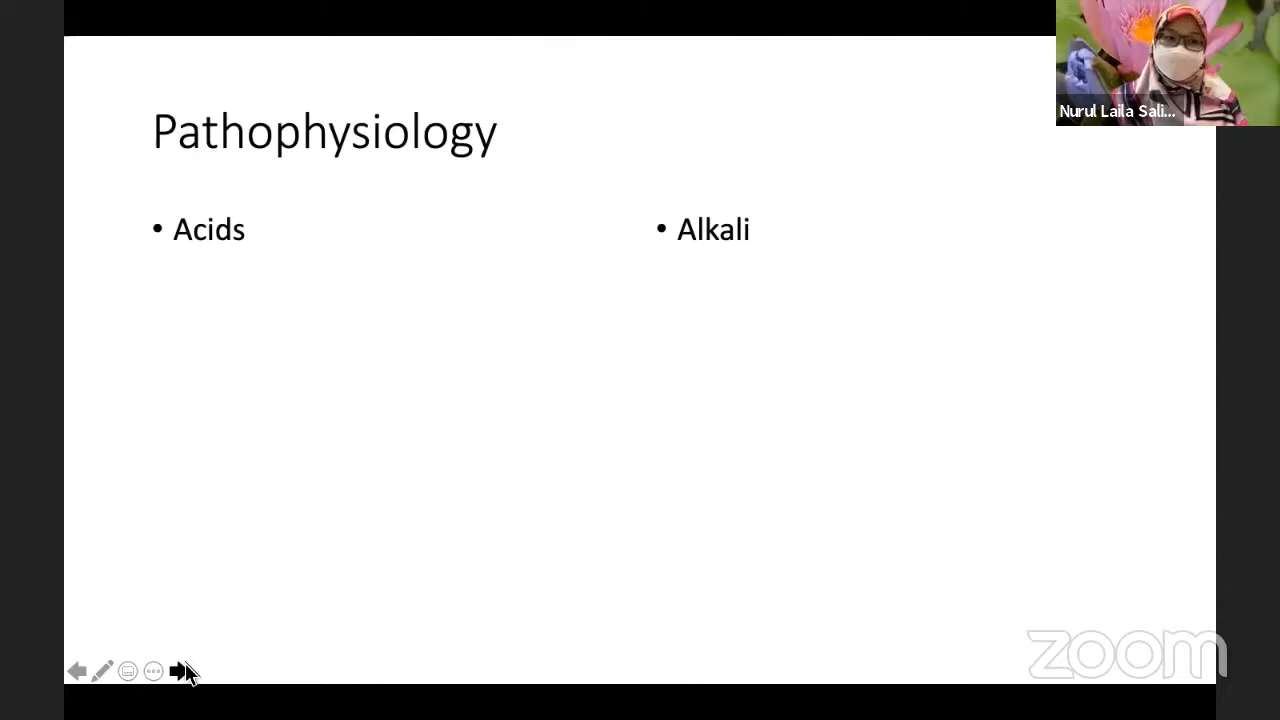 Nurul Laila Sali...
Pathophysiology
• Acids
• Alkali
zoom